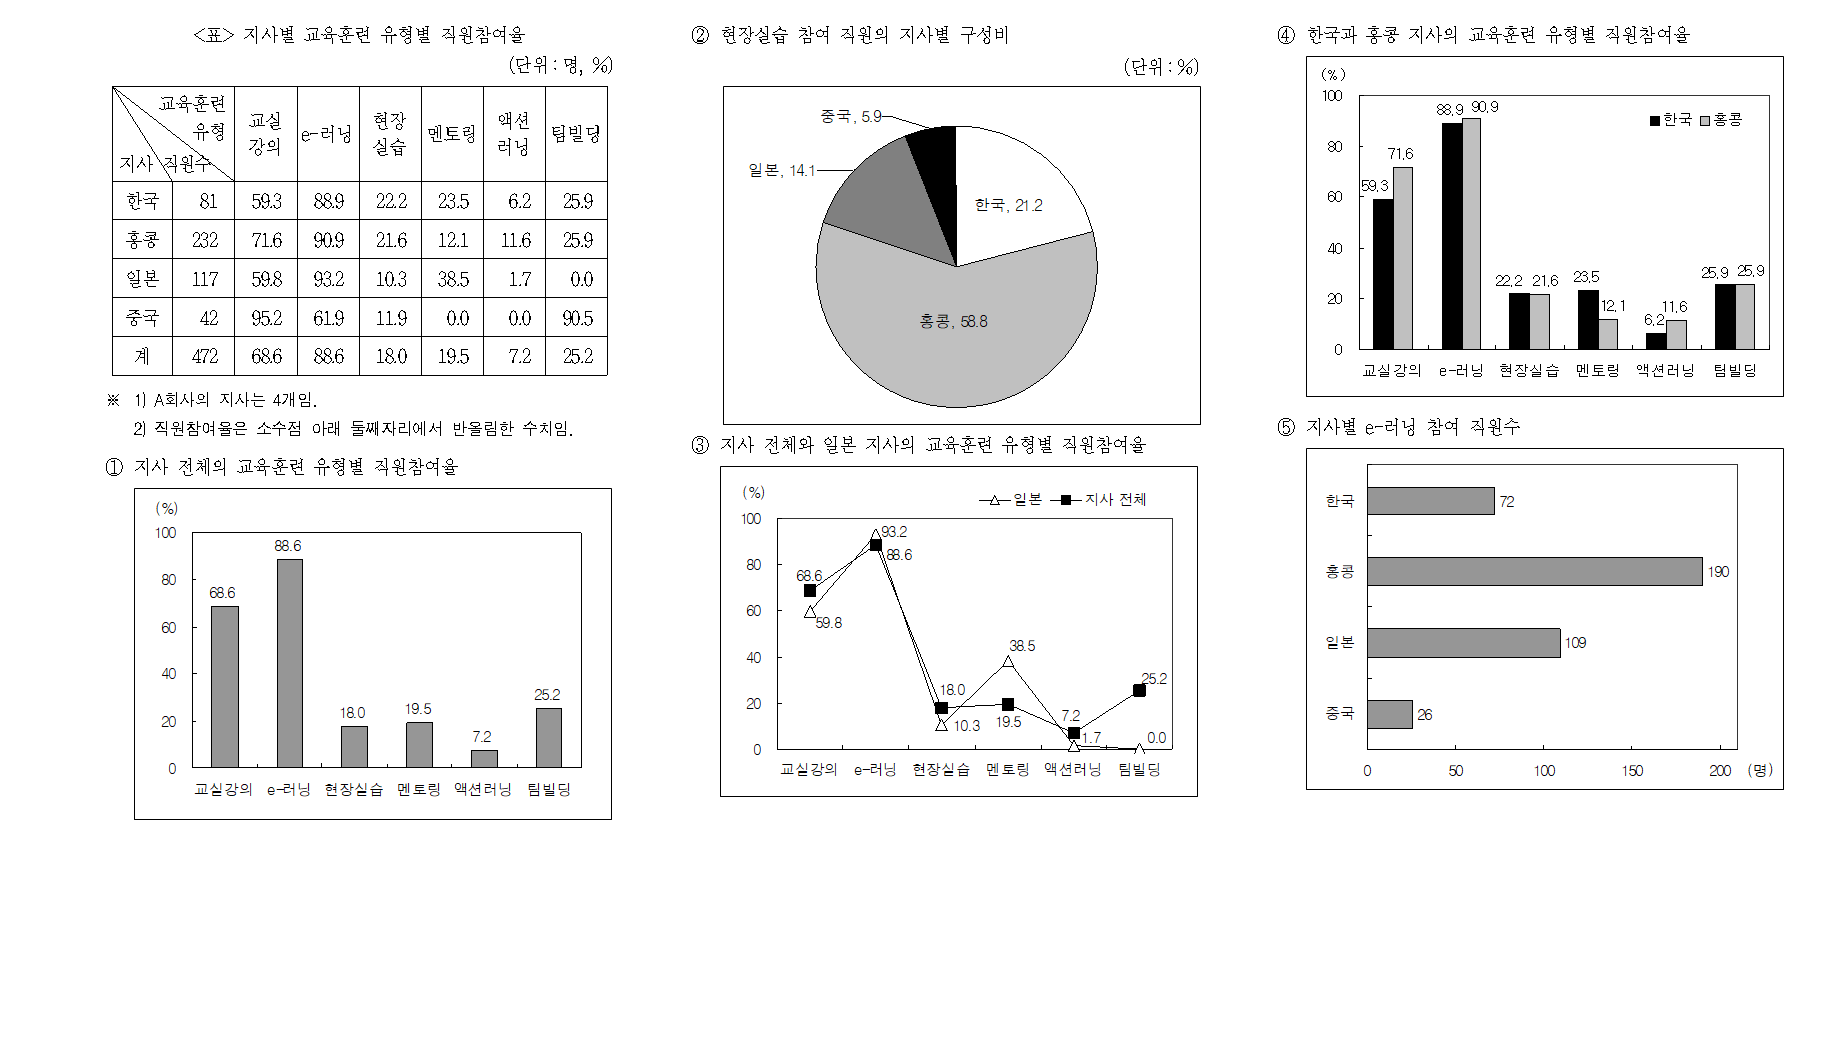 <표> 지사별 교육훈련 유형별 직원참여율
(단위 : 명, %)
교육훈련 유형 지사 직원수 교실강의 e-러닝 현장실습 멘토링 액션러닝 팀빌딩
한국 81 59.3 88.9 22.2 23.5 6.2 25.9
홍콩 232 71.6 90.9 21.6 12.1 11.6 25.9
일본 117 59.8 93.2 10.3 38.5 1.7 0.0
중국 42 95.2 61.9 11.9 0.0 0.0 90.5
계 472 68.6 88.6 18.0 19.5 7.2 25.2
※ 1) A회사의 지사는 4개임.
2) 직원참여율은 소수점 아래 둘째자리에서 반올림한 수치임.
① 지사 전체의 교육훈련 유형별 직원참여율
(%)
100
80
60
40
20
0
68.6
88.6
18.0
19.5
7.2
25.2
교실강의 e-러닝 현장실습 멘토링 액션러닝 팀빌딩
② 현장실습 참여 직원의 지사별 구성비
(단위 : %)
중국, 5.9
일본, 14.1
한국, 21.2
홍콩, 58.8
③ 지사 전체와 일본 지사의 교육훈련 유형별 직원참여율
(%)
일본 지사 전체
100
80
60
40
20
0
68.6
59.8
93.2
88.6
18.0
10.3
38.5
19.5
7.2
1.7
25.2
0.0
교실강의 e-러닝 현장실습 멘토링 액션러닝 팀빌딩
④ 한국과 홍콩 지사의 교육훈련 유형별 직원참여율
(%)
한국 홍콩
100
80
60
40
20
0
59.3
71.6
88.9
90.9
22.2
21.6
23.5
12.1
6.2
11.6
25.9
25.9
교실강의 e-러닝 현장실습 멘토링 액션러닝 팀빌딩
⑤ 지사별 e-러닝 참여 직원수
한국 72
홍콩 190
일본 109
중국 26
0 50 100 150 200 (명)